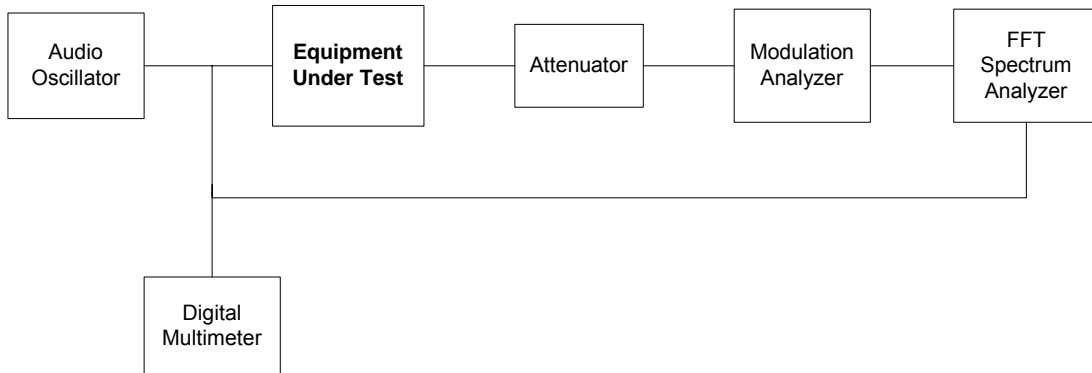 Audio
Oscillator
Equipment
Under Test
Attenuator
Modulation
Analyzer
FFT
Spectrum
Analyzer
Digital
Multimeter